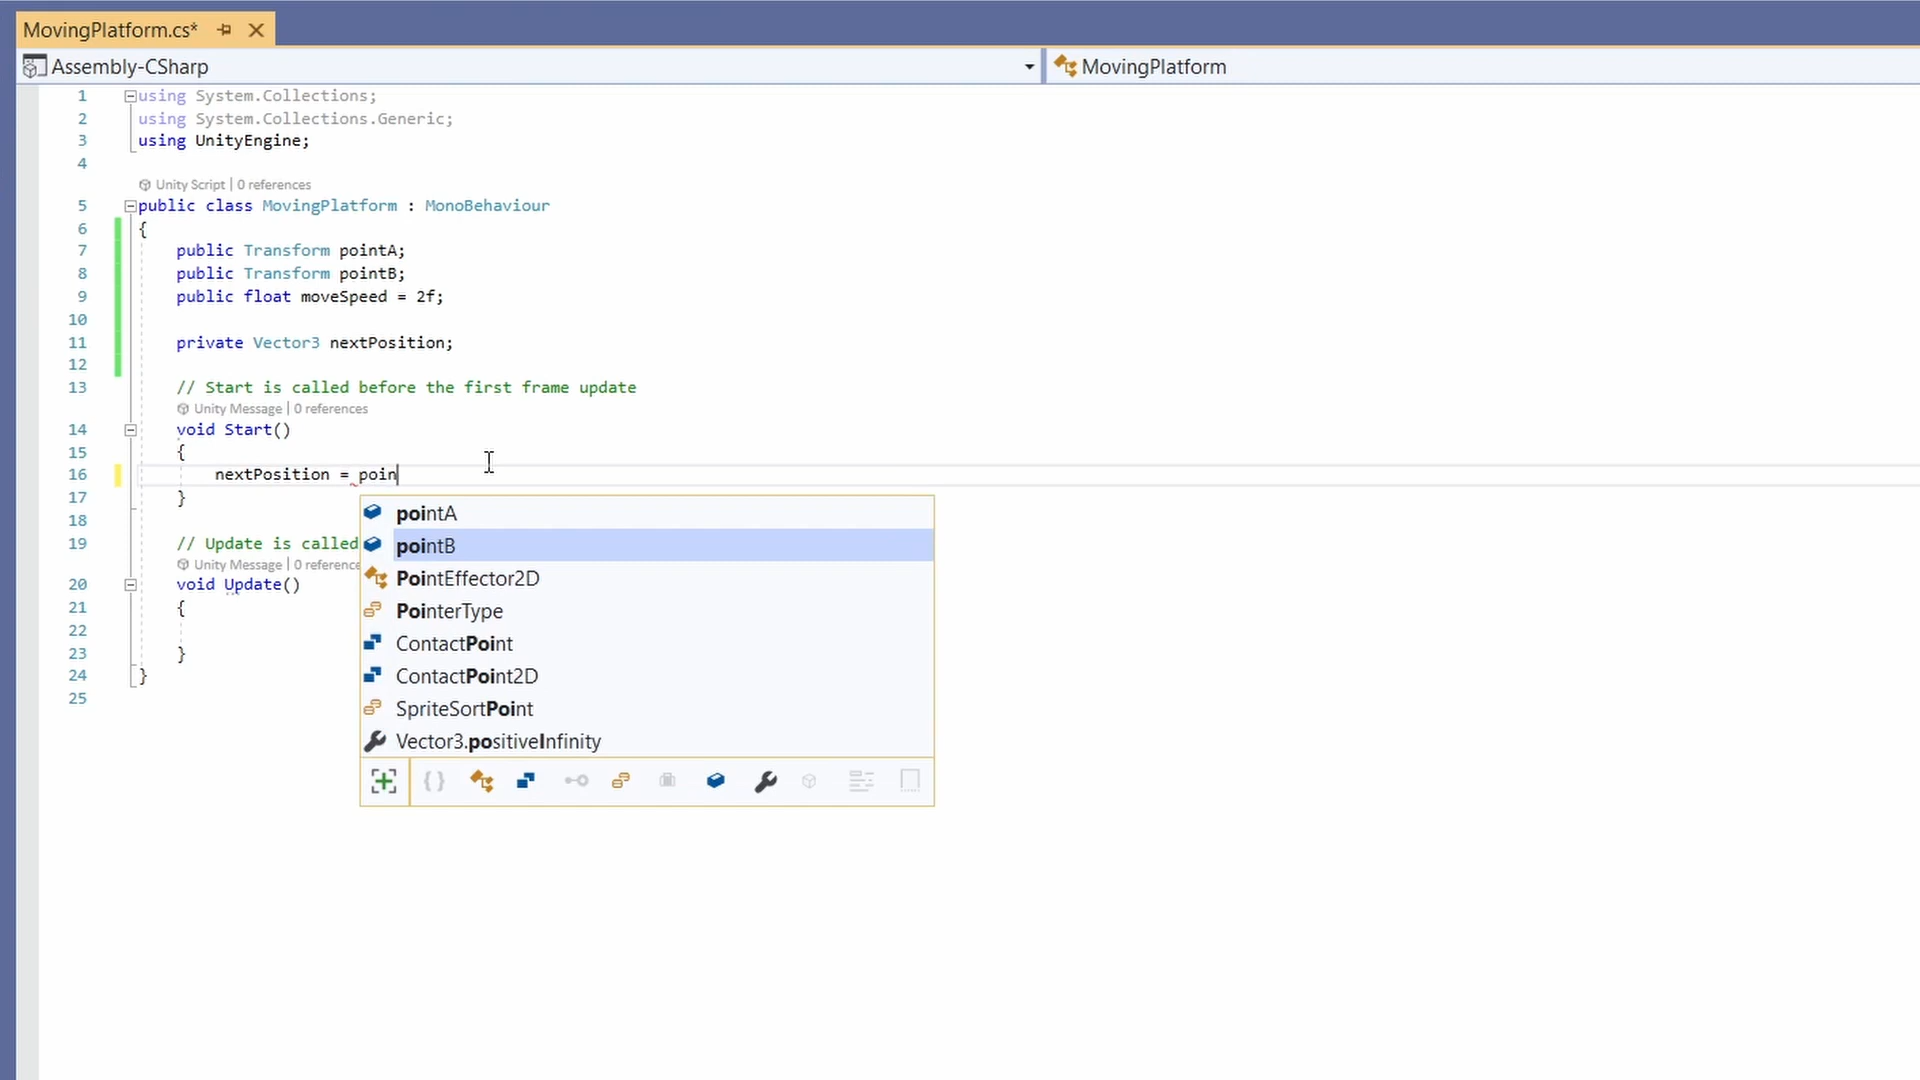 MovingPlatform.cs*
Assembly-CSharp
MovingPlatform
1 using System.Collections;
2 using System.Collections.Generic;
3 using UnityEngine;
4
Unity Script | 0 references
5 public class MovingPlatform : MonoBehaviour
6 {
7 public Transform pointA;
8 public Transform pointB;
9 public float moveSpeed = 2f;
10
11 private Vector3 nextPosition;
12
13 // Start is called before the first frame update
Unity Message | 0 references
14 void Start()
15 {
16 nextPosition = poin
17 }
18
19 // Update is called
Unity Message | 0 reference
20 void Update()
21 {
22
23 }
24 }
25
pointA
pointB
PointEffector2D
PointerType
ContactPoint
ContactPoint2D
SpriteSortPoint
Vector3.positiveInfinity